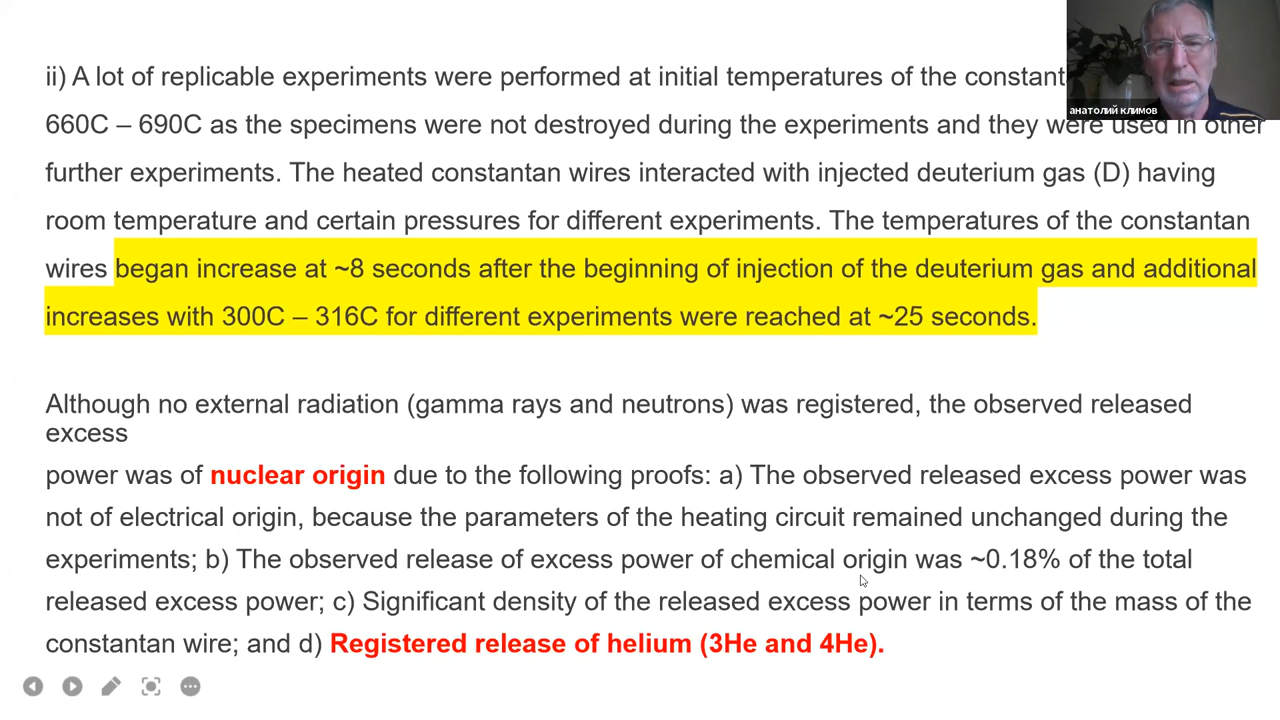 ii) A lot of replicable experiments were performed at initial temperatures of the constant
660C – 690C as the specimens were not destroyed during the experiments and they were used in other
further experiments. The heated constantan wires interacted with injected deuterium gas (D) having
room temperature and certain pressures for different experiments. The temperatures of the constantan
wires began increase at ~8 seconds after the beginning of injection of the deuterium gas and additional
increases with 300C – 316C for different experiments were reached at ~25 seconds.
Although no external radiation (gamma rays and neutrons) was registered, the observed released
excess
power was of nuclear origin due to the following proofs: a) The observed released excess power was
not of electrical origin, because the parameters of the heating circuit remained unchanged during the
experiments; b) The observed release of excess power of chemical origin was ~0.18% of the total
released excess power; c) Significant density of the released excess power in terms of the mass of the
constantan wire; and d) Registered release of helium (3He and 4He).
анатолий климов